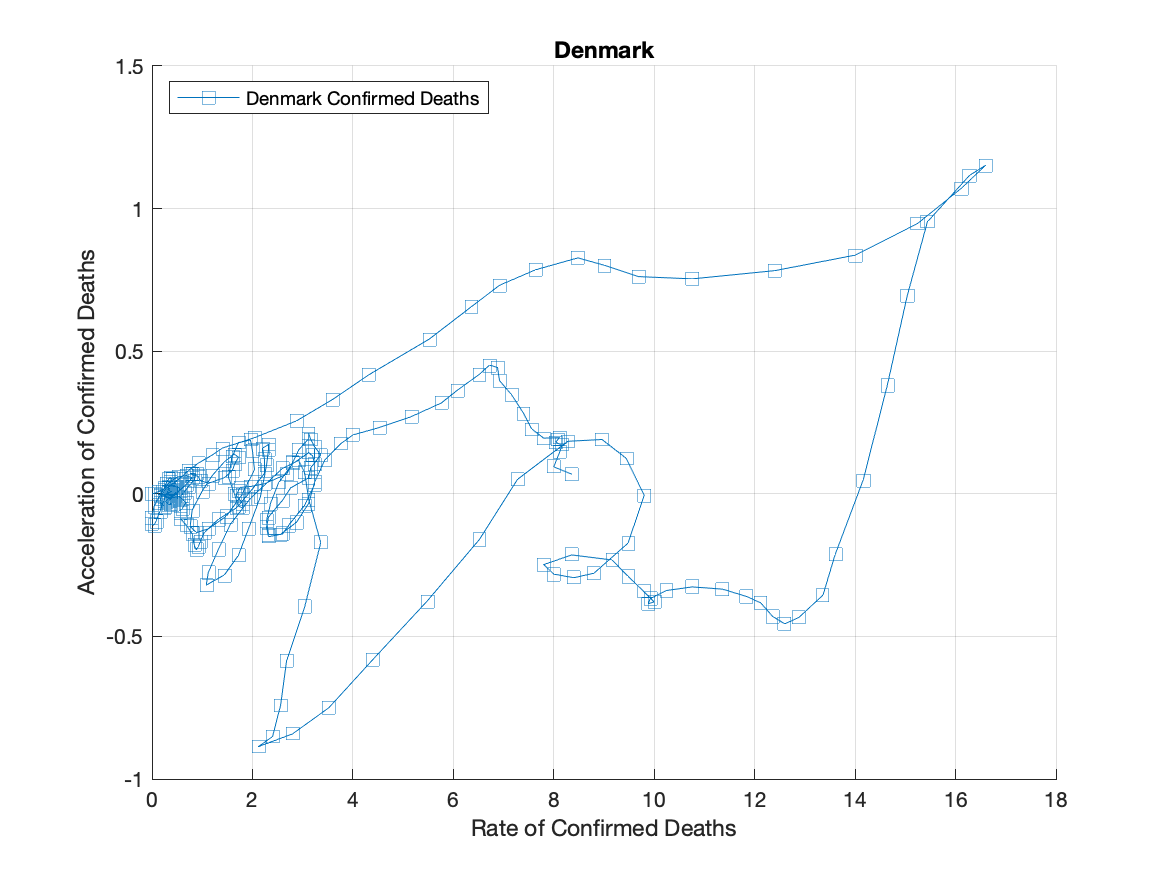 Denmark
Denmark Confirmed Deaths
1.5
1
0.5
0
-0.5
-1
0 2 4 6 8 10 12 14 16 18
Rate of Confirmed Deaths
Acceleration of Confirmed Deaths